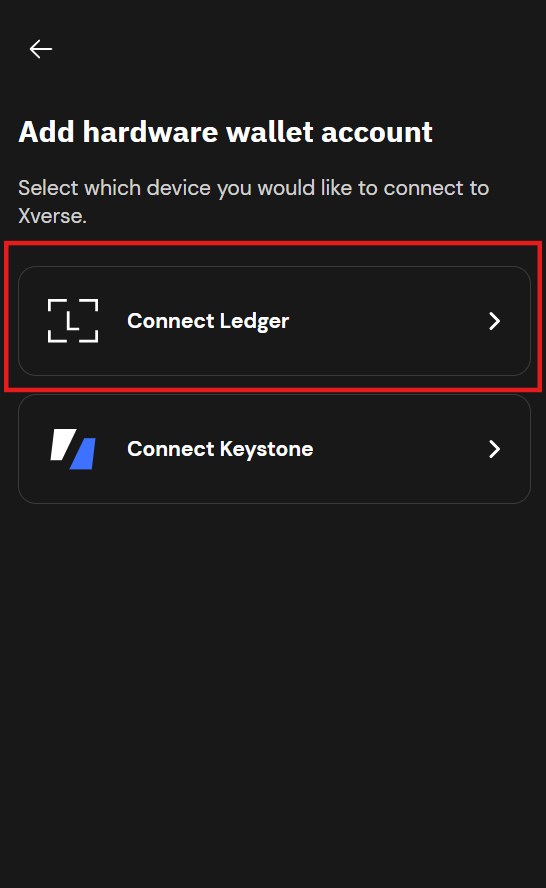 Add hardware wallet account
Select which device you would like to connect to
Xverse.
Connect Ledger
Connect Keystone